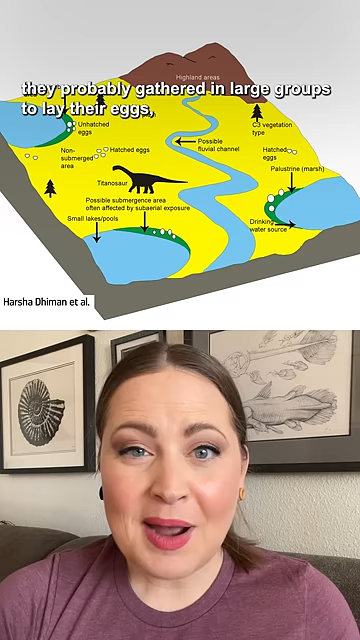 Highland areas
they probably gathered in large groups
to lay their eggs,
Unhatched
eggs
Hatched eggs
Non-
submerged
area
Possible
fluvial channel
C3 vegetation
type
Hatched
eggs
Palustrine (marsh)
Titanosaur
Possible submergence area
often affected by subaerial exposure
Small lakes/pools
Drinking
water source
Harsha Dhiman et al.